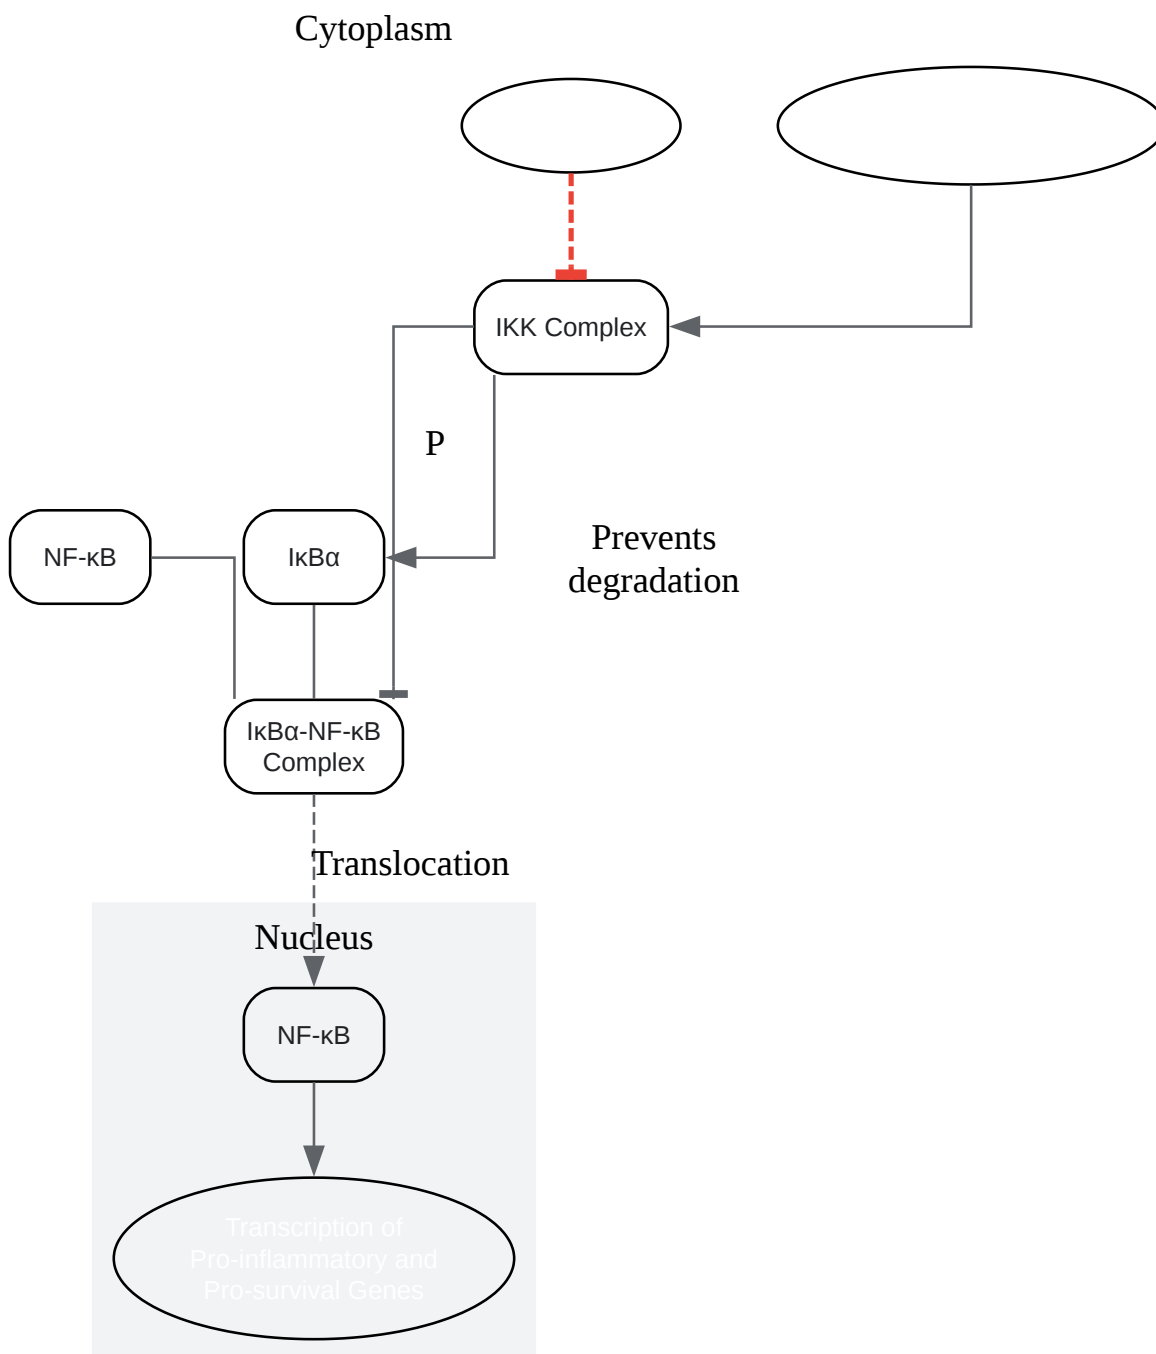 Cytoplasm
IKK Complex
P
Prevents
degradation
NF-κB
IκBα
IκBα-NF-κB
Complex
Translocation
Nucleus
NF-κB
Transcription of
Pro-inflammatory and
Pro-survival Genes